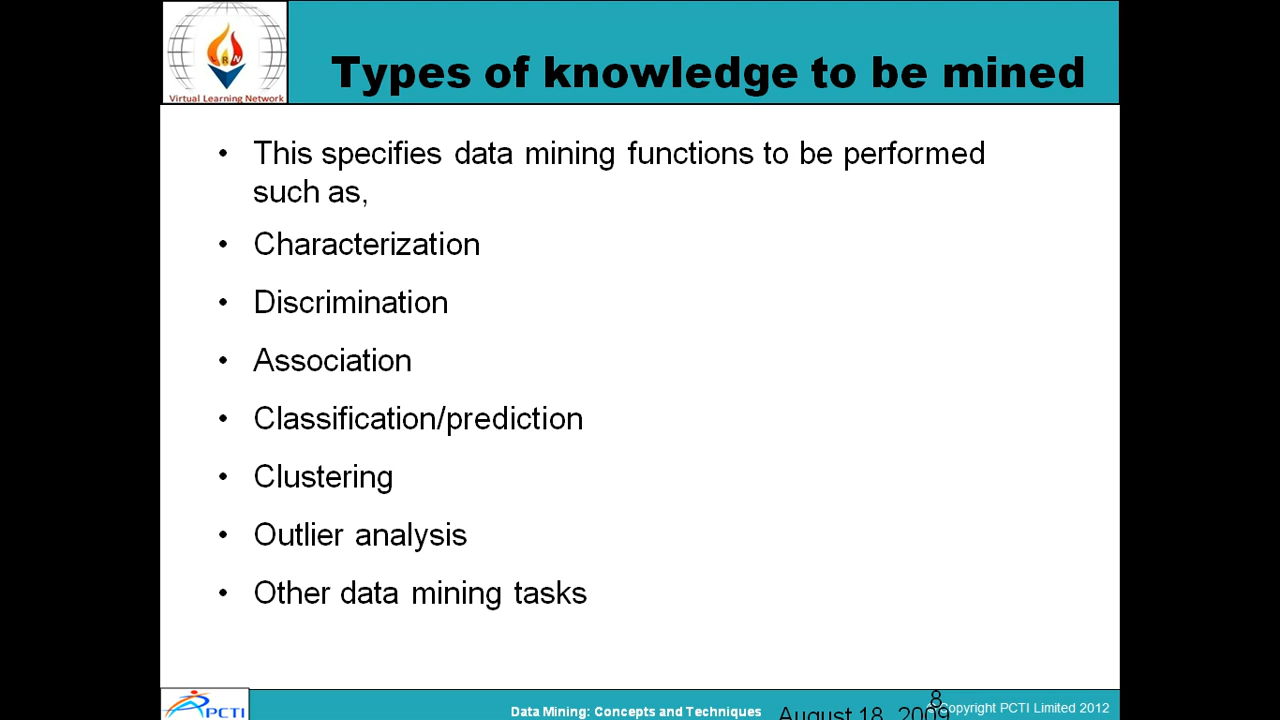 LRN
Virtual Learning Network
Types of knowledge to be mined
• This specifies data mining functions to be performed
such as,
• Characterization
• Discrimination
• Association
• Classification/prediction
• Clustering
• Outlier analysis
• Other data mining tasks
PCTI
Data Mining: Concepts and Techniques
August 18, 2009
8
Copyright PCTI Limited 2012